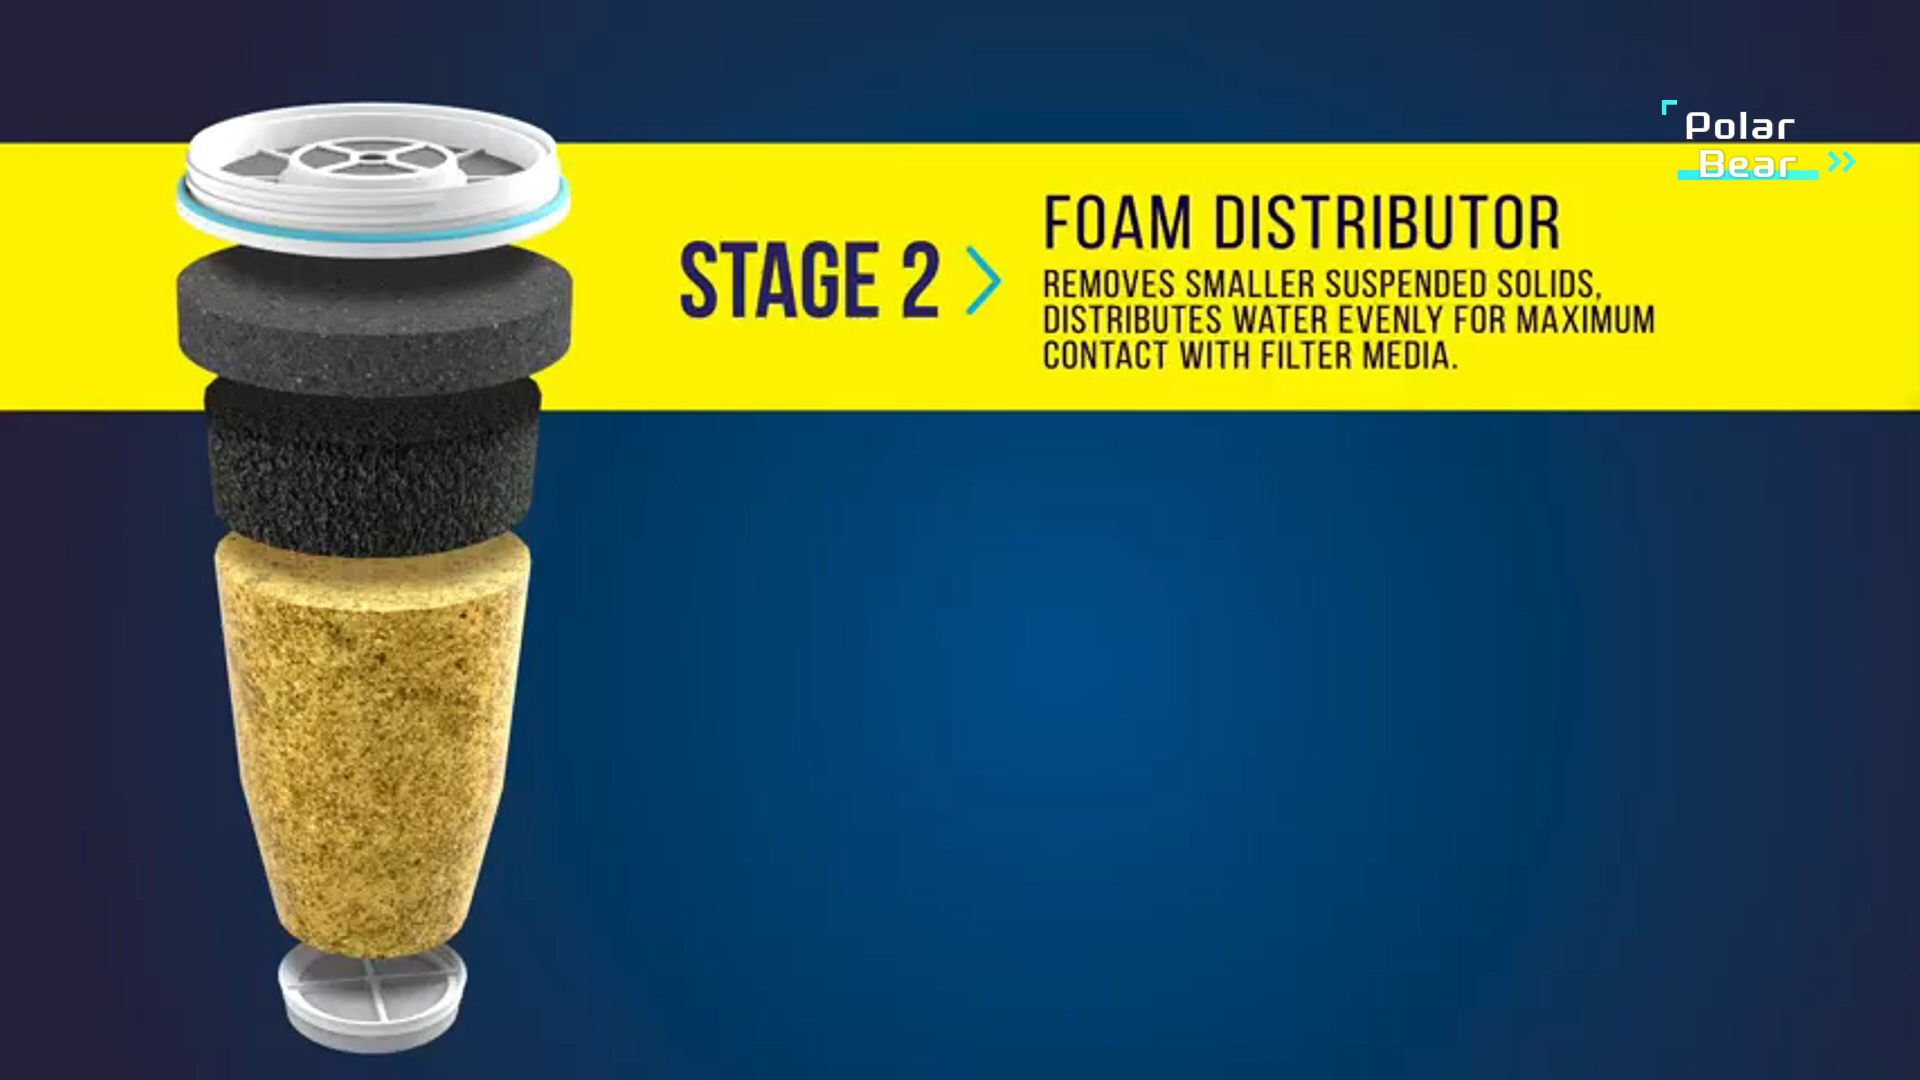 Polar
Bear
STAGE 2
FOAM DISTRIBUTOR
REMOVES SMALLER SUSPENDED SOLIDS,
DISTRIBUTES WATER EVENLY FOR MAXIMUM
CONTACT WITH FILTER MEDIA.